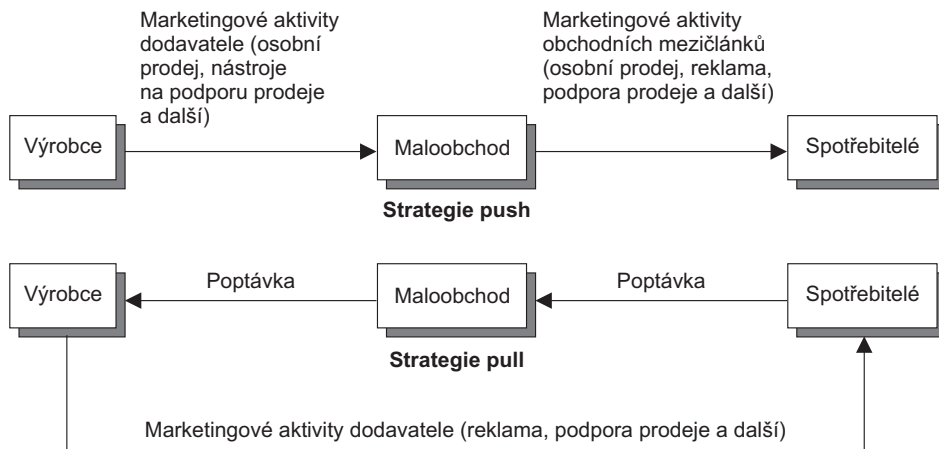 Marketingové aktivity
dodavatele (osobní
prodej, nástroje
na podporu prodeje
a další)
Marketingové aktivity
obchodních mezičlánků
(osobní prodej, reklama,
podpora prodeje a další)
Výrobce
Maloobchod
Spotřebitelé
Strategie push
Výrobce
Poptávka
Maloobchod
Poptávka
Spotřebitelé
Strategie pull
Marketingové aktivity dodavatele (reklama, podpora prodeje a další)